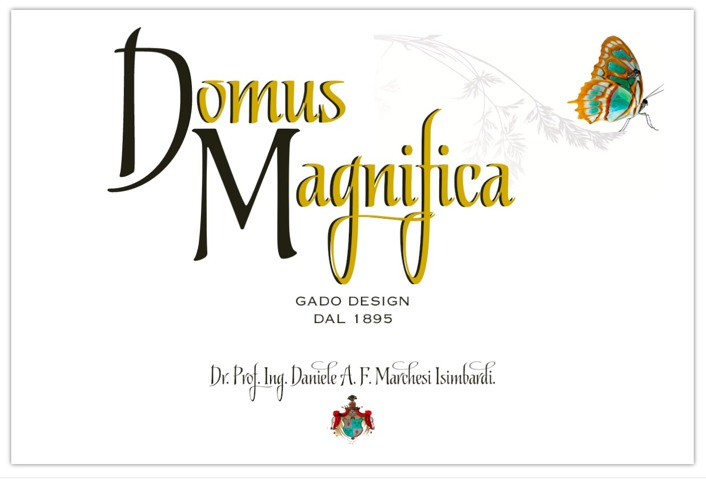 Domus
Magnifica
GADO DESIGN
DAL 1895
Dr. Prof. Ing. Daniele A. F. Marchesi Isimbardi.